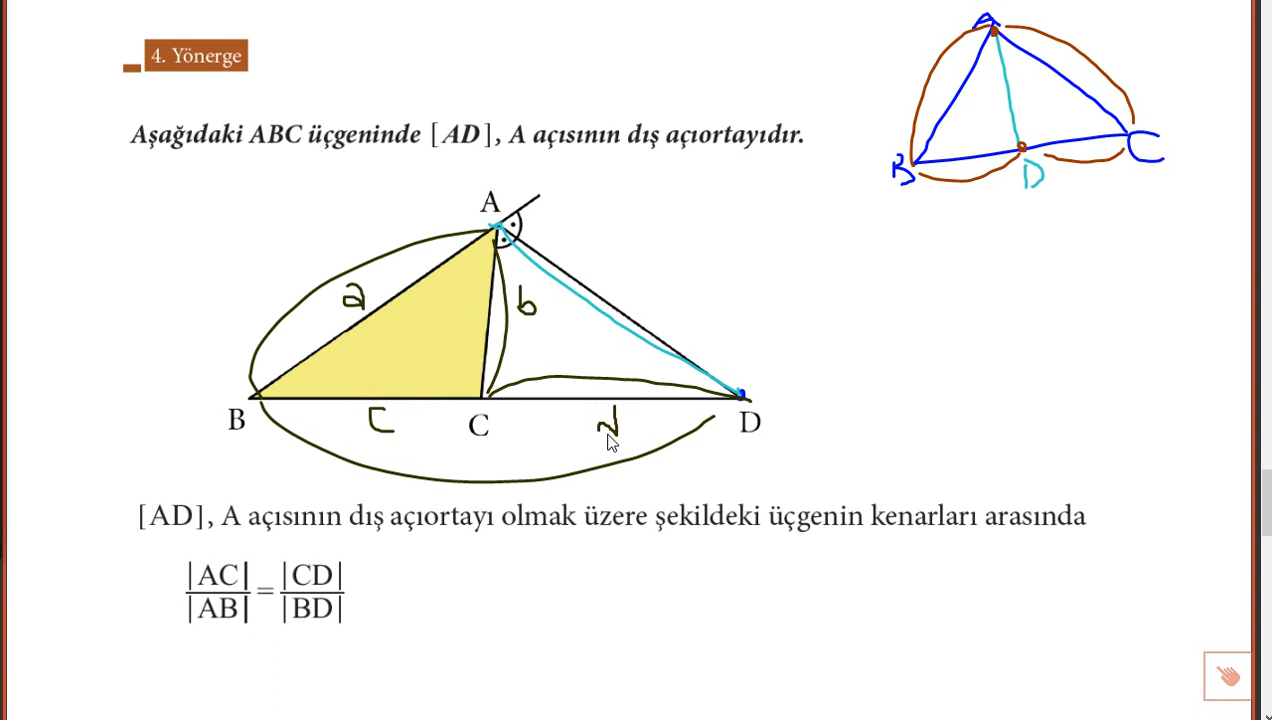 4. Yönerge
Aşağıdaki ABC üçgeninde [AD], A açısının dış açıortayıdır.
A
B
D
C
A
a
b
B
c
C
d
D
[AD], A açısının dış açıortayı olmak üzere şekildeki üçgenin kenarları arasında
|AC| / |AB| = |CD| / |BD|